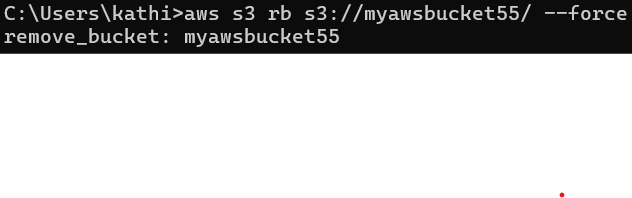 C:\Users\kathi>aws s3 rb s3://myawsbucket55/ --force
remove_bucket: myawsbucket55